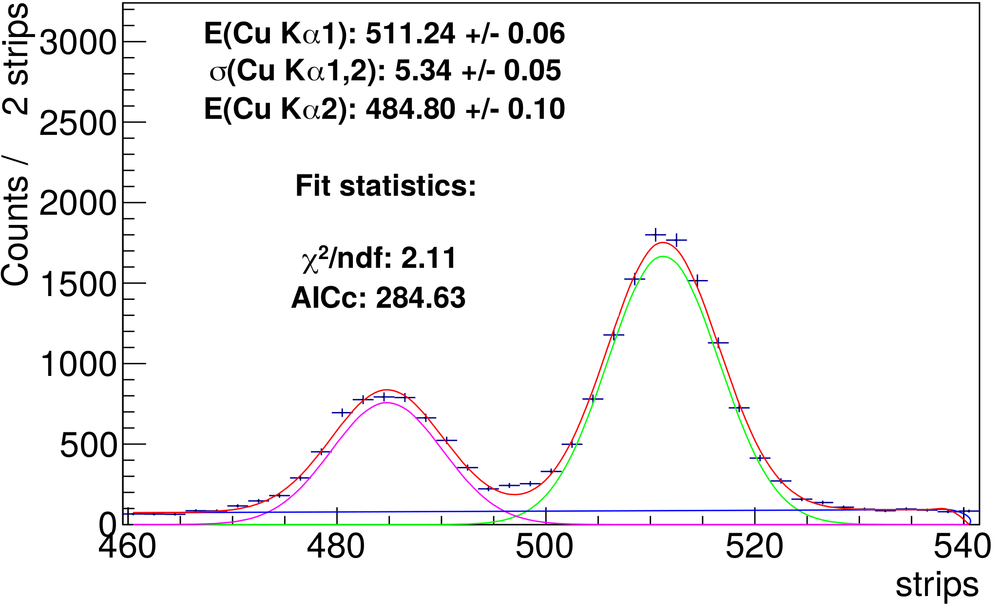 Counts / 2 strips
3000
2500
2000
1500
1000
500
0
E(Cu Kα1): 511.24 +/- 0.06
σ(Cu Kα1,2): 5.34 +/- 0.05
E(Cu Kα2): 484.80 +/- 0.10
Fit statistics:
χ²/ndf: 2.11
AICc: 284.63
460 480 500 520 540
strips